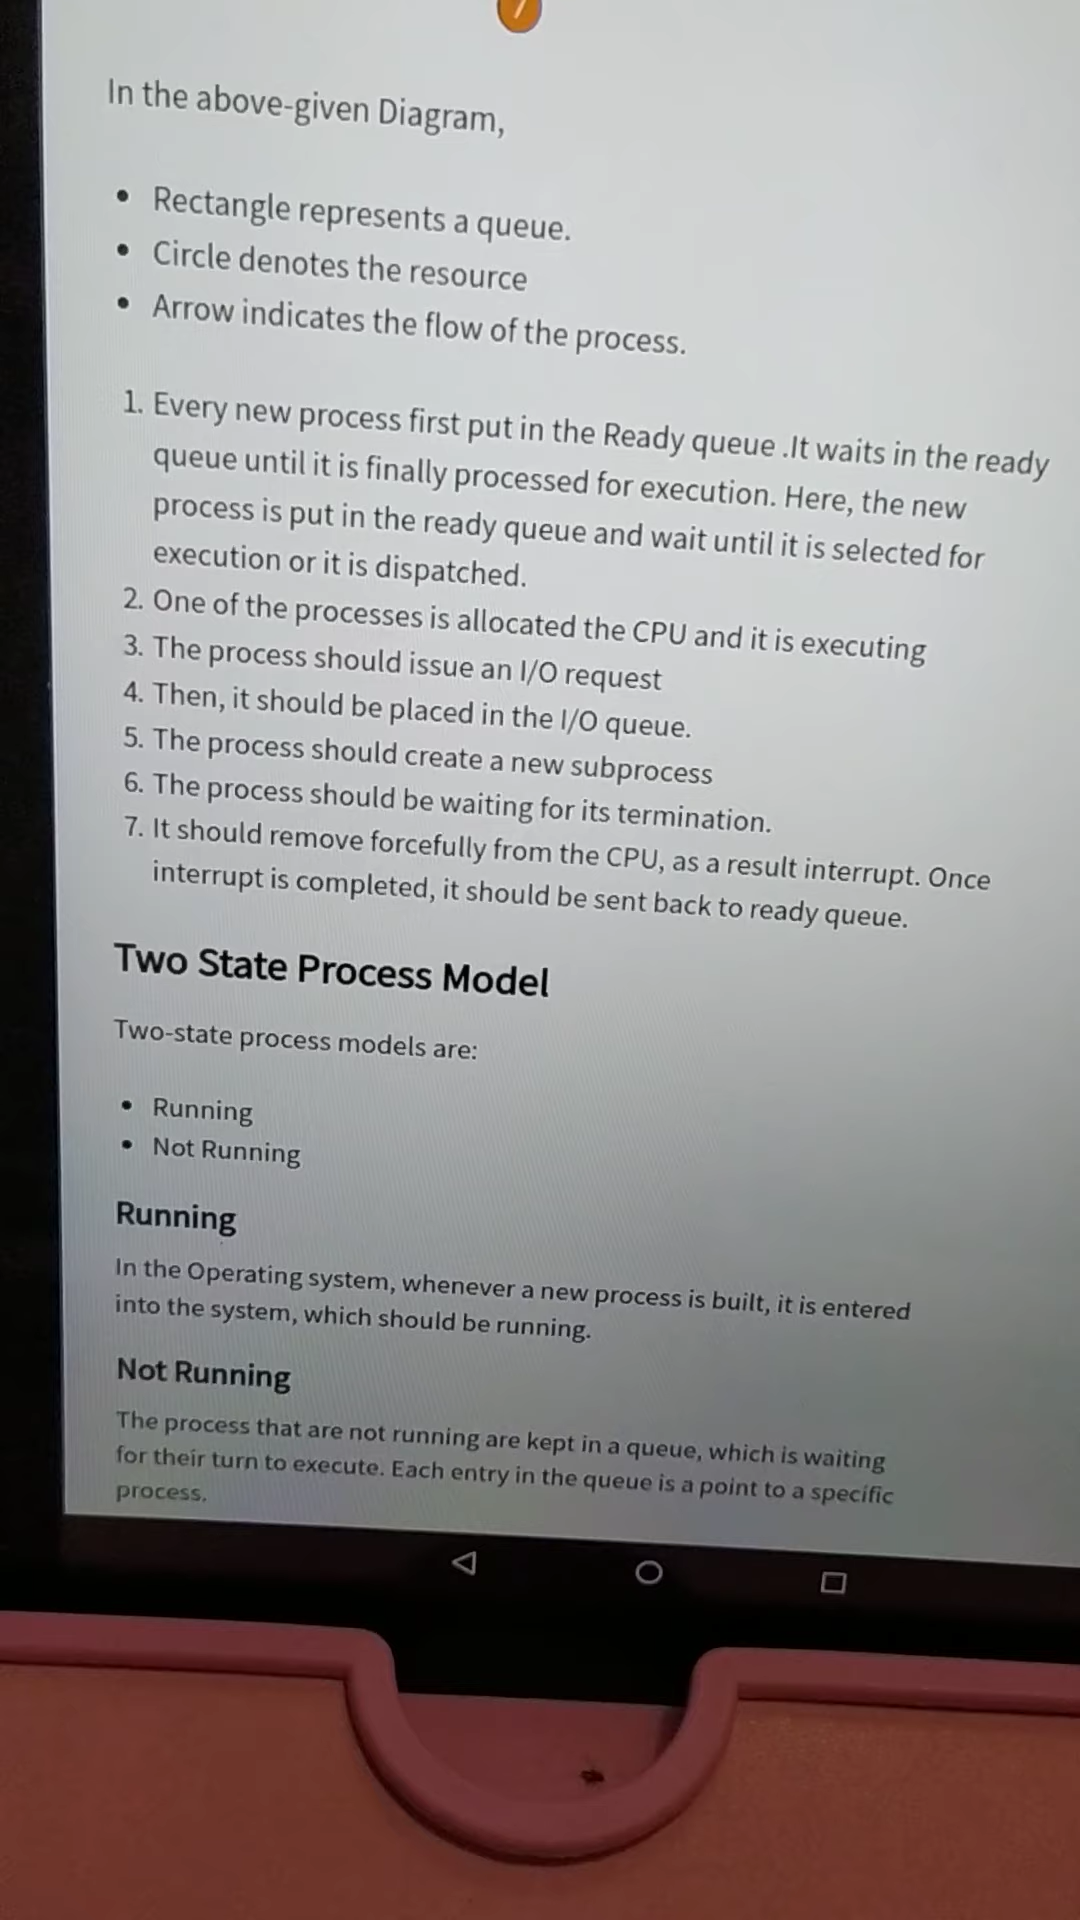 7
In the above-given Diagram,
• Rectangle represents a queue.
• Circle denotes the resource
• Arrow indicates the flow of the process.
1. Every new process first put in the Ready queue .It waits in the ready
queue until it is finally processed for execution. Here, the new
process is put in the ready queue and wait until it is selected for
execution or it is dispatched.
2. One of the processes is allocated the CPU and it is executing
3. The process should issue an I/O request
4. Then, it should be placed in the I/O queue.
5. The process should create a new subprocess
6. The process should be waiting for its termination.
7. It should remove forcefully from the CPU, as a result interrupt. Once
interrupt is completed, it should be sent back to ready queue.
Two State Process Model
Two-state process models are:
• Running
• Not Running
Running
In the Operating system, whenever a new process is built, it is entered
into the system, which should be running.
Not Running
The process that are not running are kept in a queue, which is waiting
for their turn to execute. Each entry in the queue is a point to a specific
process.